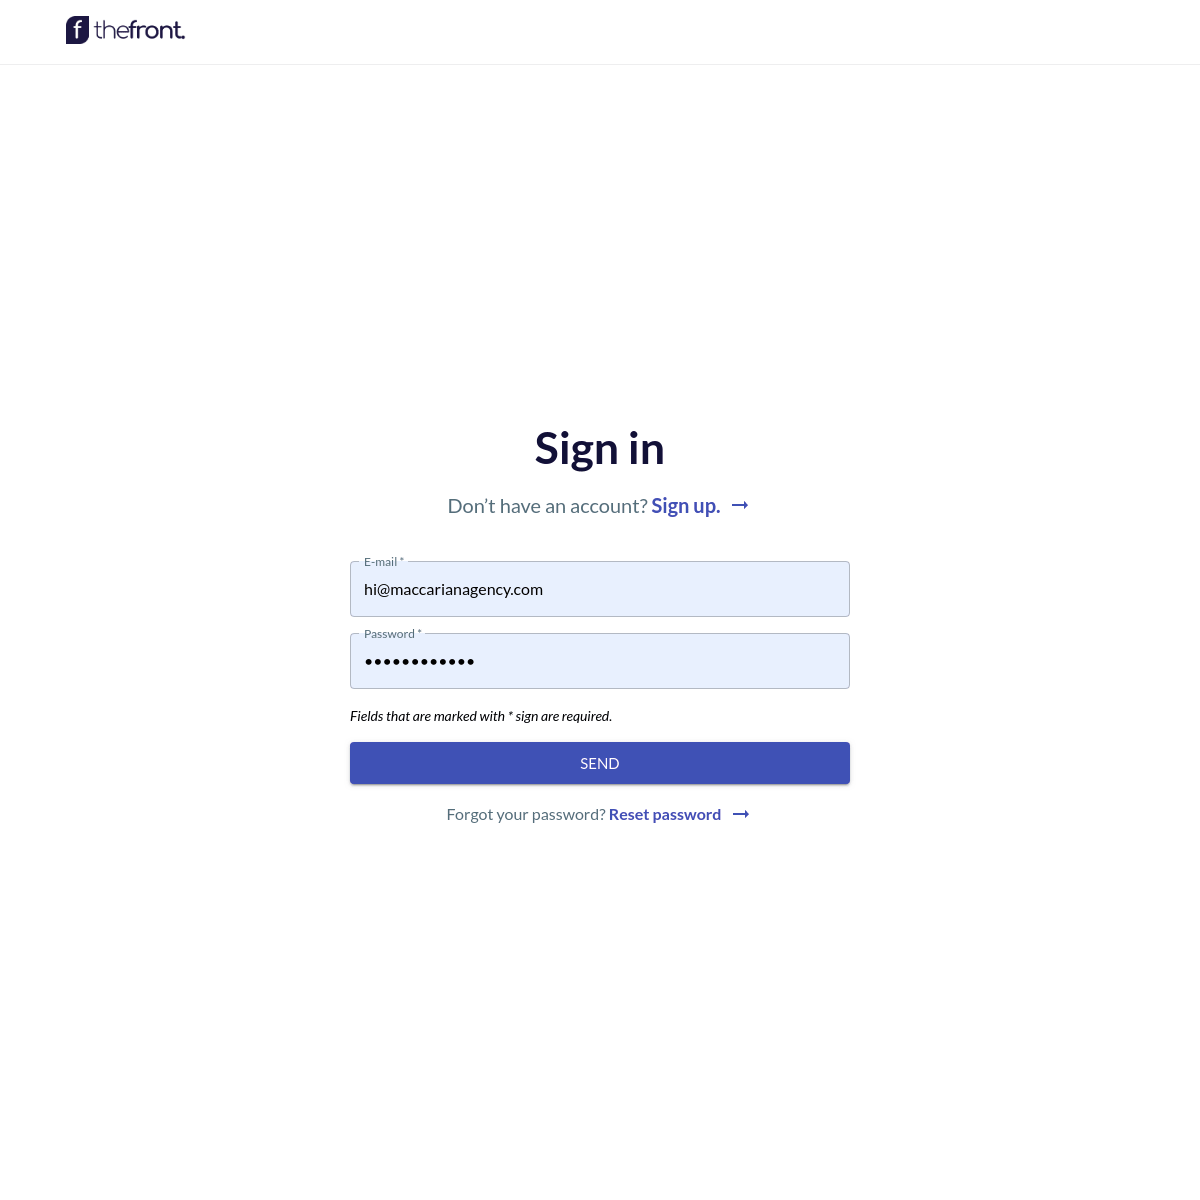 f thefront.
Sign in
Don't have an account? Sign up. →
E-mail *
hi@maccarianagency.com
Password *
••••••••••••
Fields that are marked with * sign are required.
SEND
Forgot your password? Reset password →